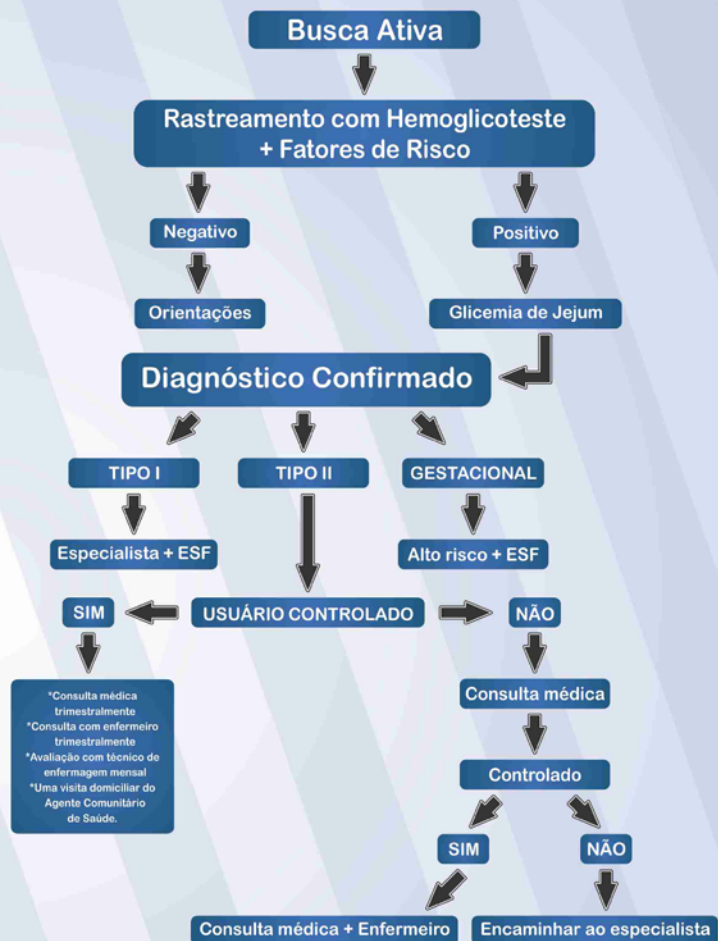 Busca Ativa
Rastreamento com Hemoglicoteste
+ Fatores de Risco
Negativo
Positivo
Orientações
Glicemia de Jejum
Diagnóstico Confirmado
TIPO I
TIPO II
GESTACIONAL
Especialista + ESF
Alto risco + ESF
SIM
USUÁRIO CONTROLADO
NÃO
*Consulta médica
trimestralmente
*Consulta com enfermeiro
trimestralmente
*Avaliação com técnico de
enfermagem mensal
*Uma visita domiciliar do
Agente Comunitário
de Saúde.
Consulta médica
Controlado
SIM
NÃO
Consulta médica + Enfermeiro
Encaminhar ao especialista